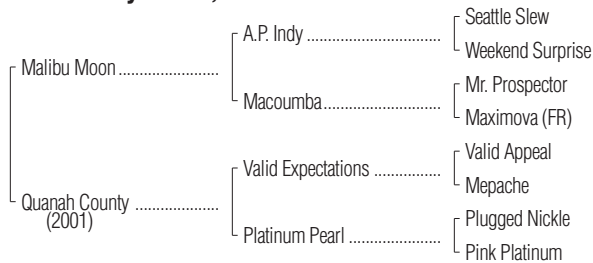 A.P. Indy
Seattle Slew
Weekend Surprise
Malibu Moon
Macoumba
Mr. Prospector
Maximova (FR)
Valid Expectations
Valid Appeal
Mepache
Quanah County
(2001)
Platinum Pearl
Plugged Nickle
Pink Platinum